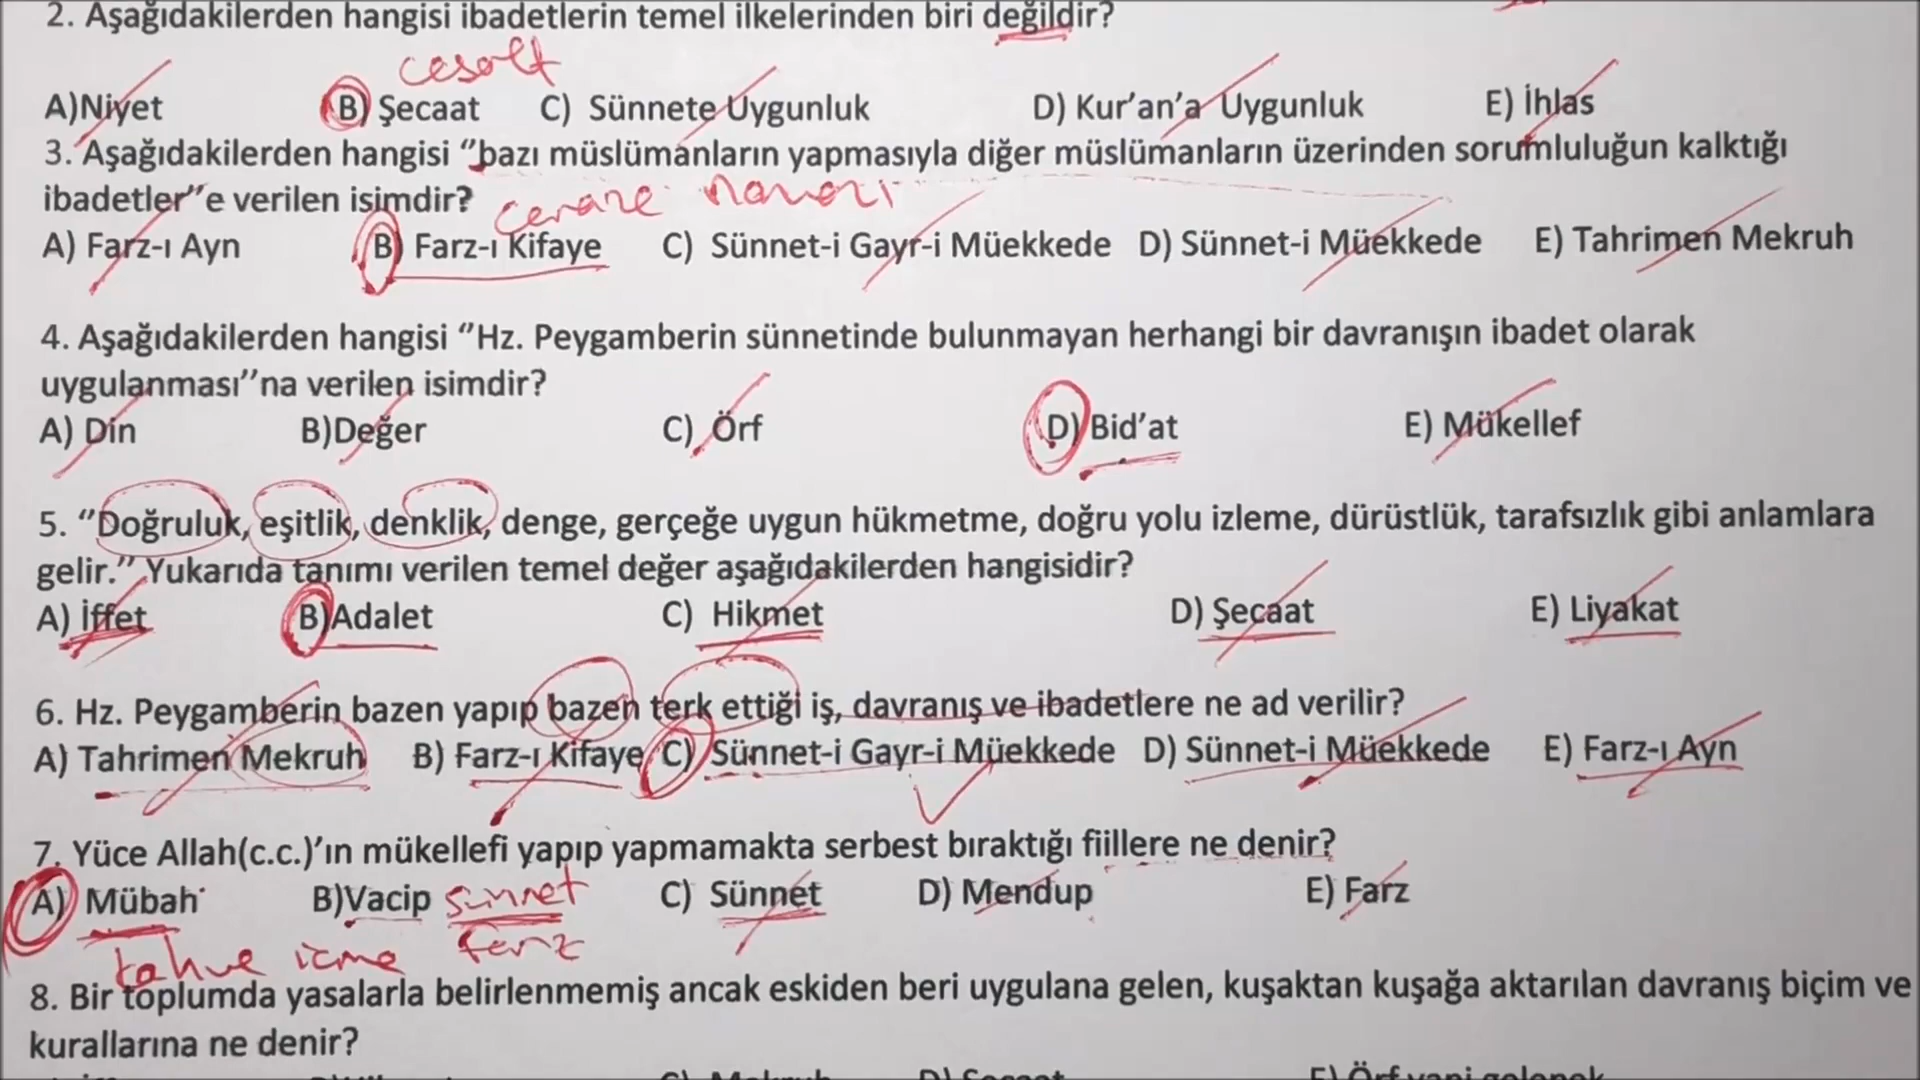 2. Aşağıdakilerden hangisi ibadetlerin temel ilkelerinden biri değildir?
A)Niyet B) Şecaat C) Sünnete Uygunluk D) Kur’an’a Uygunluk E) İhlas
3. Aşağıdakilerden hangisi ‘’bazı müslümanların yapmasıyla diğer müslümanların üzerinden sorumluluğun kalktığı
ibadetler’’e verilen isimdir?
A) Farz-ı Ayn B) Farz-ı Kifaye C) Sünnet-i Gayr-i Müekkede D) Sünnet-i Müekkede E) Tahrimen Mekruh
4. Aşağıdakilerden hangisi ‘’Hz. Peygamberin sünnetinde bulunmayan herhangi bir davranışın ibadet olarak
uygulanması’’na verilen isimdir?
A) Din B)Değer C) Örf D) Bid’at E) Mükellef
5. ‘’Doğruluk, eşitlik, denklik, denge, gerçeğe uygun hükmetme, doğru yolu izleme, dürüstlük, tarafsızlık gibi anlamlara
gelir.’’ Yukarıda tanımı verilen temel değer aşağıdakilerden hangisidir?
A) İffet B)Adalet C) Hikmet D) Şecaat E) Liyakat
6. Hz. Peygamberin bazen yapıp bazen terk ettiği iş, davranış ve ibadetlere ne ad verilir?
A) Tahrimen Mekruh B) Farz-ı Kifaye C) Sünnet-i Gayr-i Müekkede D) Sünnet-i Müekkede E) Farz-ı Ayn
7. Yüce Allah(c.c.)’ın mükellefi yapıp yapmamakta serbest bıraktığı fiillere ne denir?
A) Mübah B)Vacip sünnet C) Sünnet D) Mendup E) Farz
kahve içme farz
8. Bir toplumda yasalarla belirlenmemiş ancak eskiden beri uygulana gelen, kuşaktan kuşağa aktarılan davranış biçim ve
kurallarına ne denir?